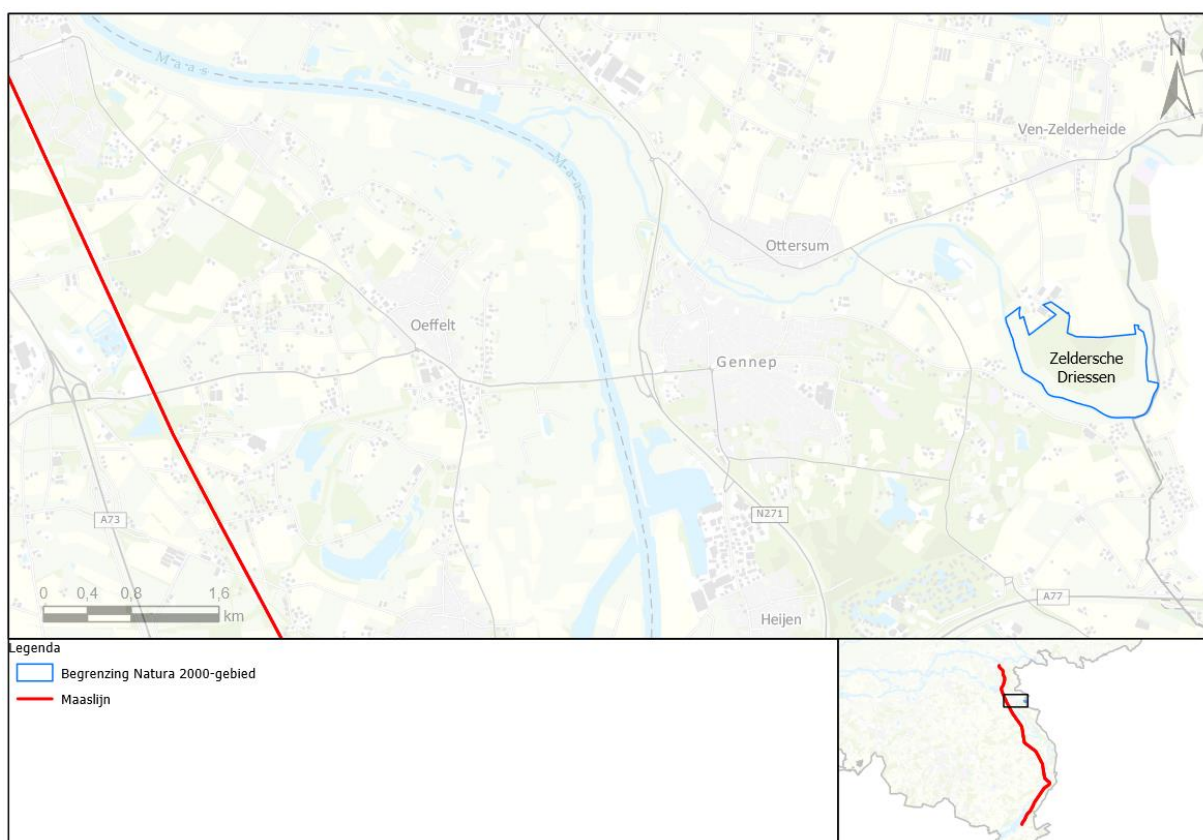 Maas
N
Ven-Zelderheide
Maas
Ottersum
Oeffelt
Gennep
Zeldersche
Driessen
A73
N271
0 0,4 0,8 1,6
km
A77
Heijen
Legenda
Begrenzing Natura 2000-gebied
Maaslijn